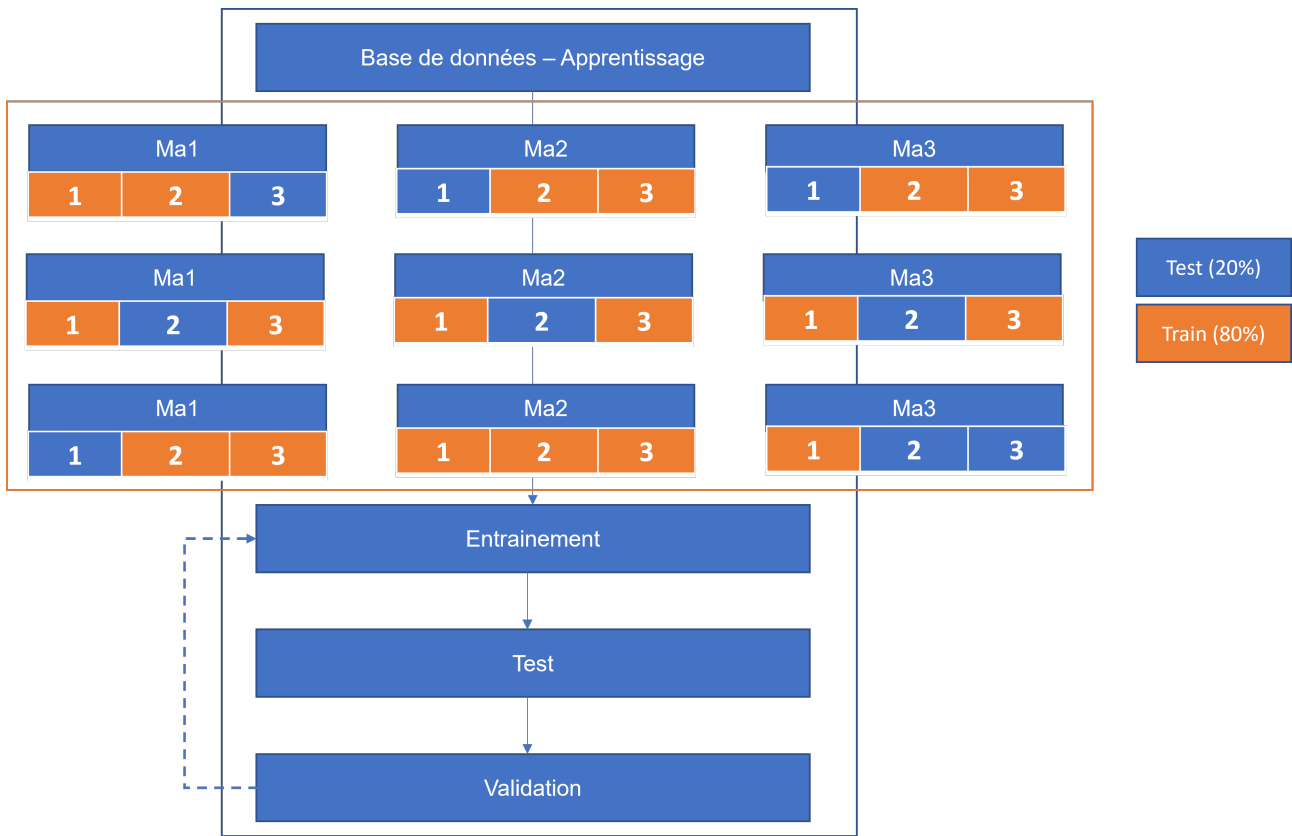 Base de données – Apprentissage
Ma1 Ma2 Ma3
1 2 3 1 2 3 1 2 3
Ma1 Ma2 Ma3
1 2 3 1 2 3 1 2 3
Test (20%)
Train (80%)
Ma1 Ma2 Ma3
1 2 3 1 2 3 1 2 3
Entrainement
Test
Validation